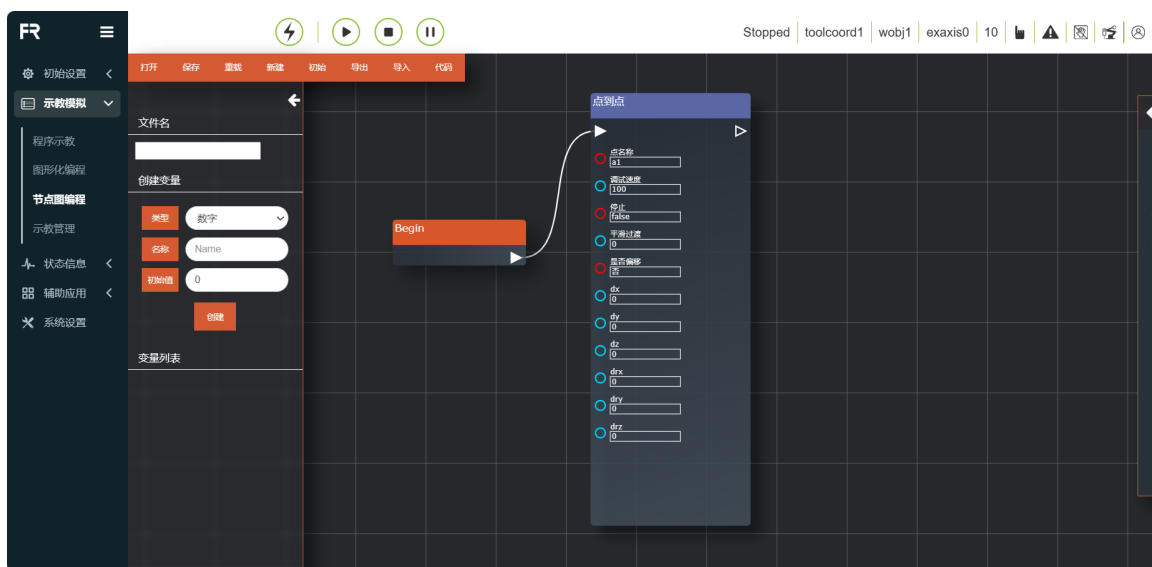 FR
Stopped toolcoord1 wobj1 exaxis0 10
初始设置
示教模拟
程序示教
图形化编程
节点图编程
示教管理
状态信息
辅助应用
系统设置
打开 保存 重载 新建 初始 导出 导入 代码
文件名
创建变量
类型 数字
名称 Name
初始值 0
创建
变量列表
Begin
点到点
点名称
a1
调试速度
100
停止
false
平滑过渡
0
是否偏移
否
dx
0
dy
0
dz
0
drx
0
dry
0
drz
0